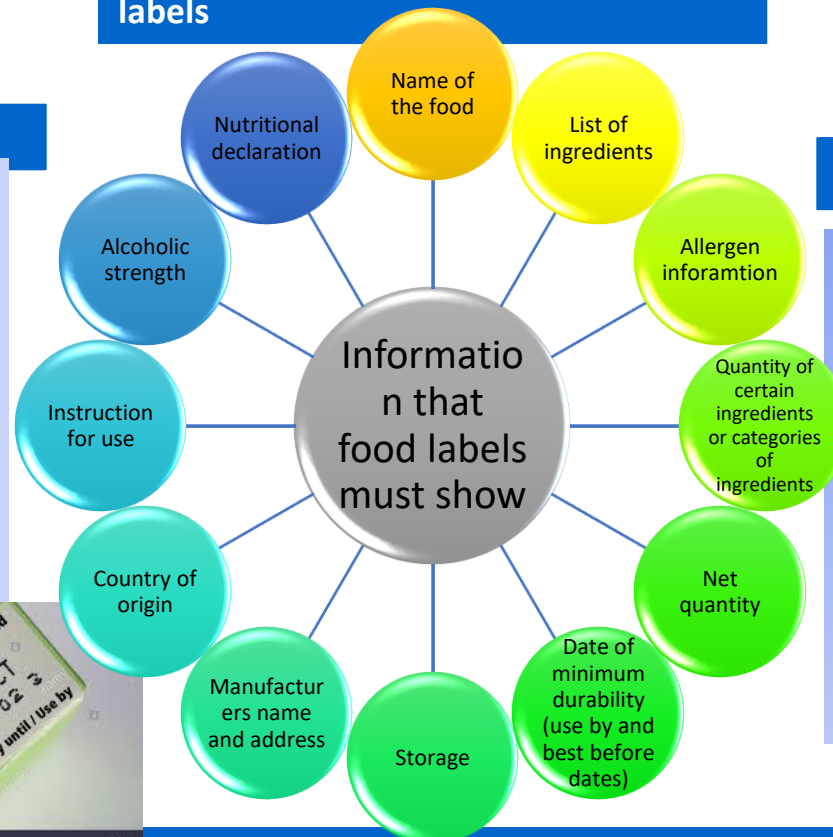 labels
Name of
the food
List of
ingredients
Allergen
inforamtion
Quantity of
certain
ingredients
or categories
of
ingredients
Net
quantity
Date of
minimum
durability
(use by and
best before
dates)
Storage
Manufactur
ers name
and address
Country of
origin
Instruction
for use
Alcoholic
strength
Nutritional
declaration
Informatio
n that
food labels
must show
until / Use by